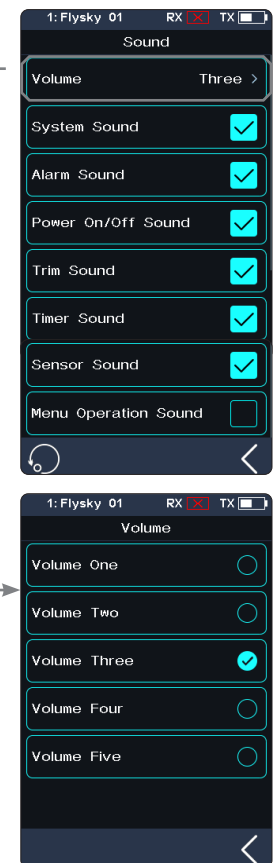 1: Flysky 01 RX TX
Sound
Volume Three >
System Sound
Alarm Sound
Power On/Off Sound
Trim Sound
Timer Sound
Sensor Sound
Menu Operation Sound
1: Flysky 01 RX TX
Volume
Volume One
Volume Two
Volume Three
Volume Four
Volume Five